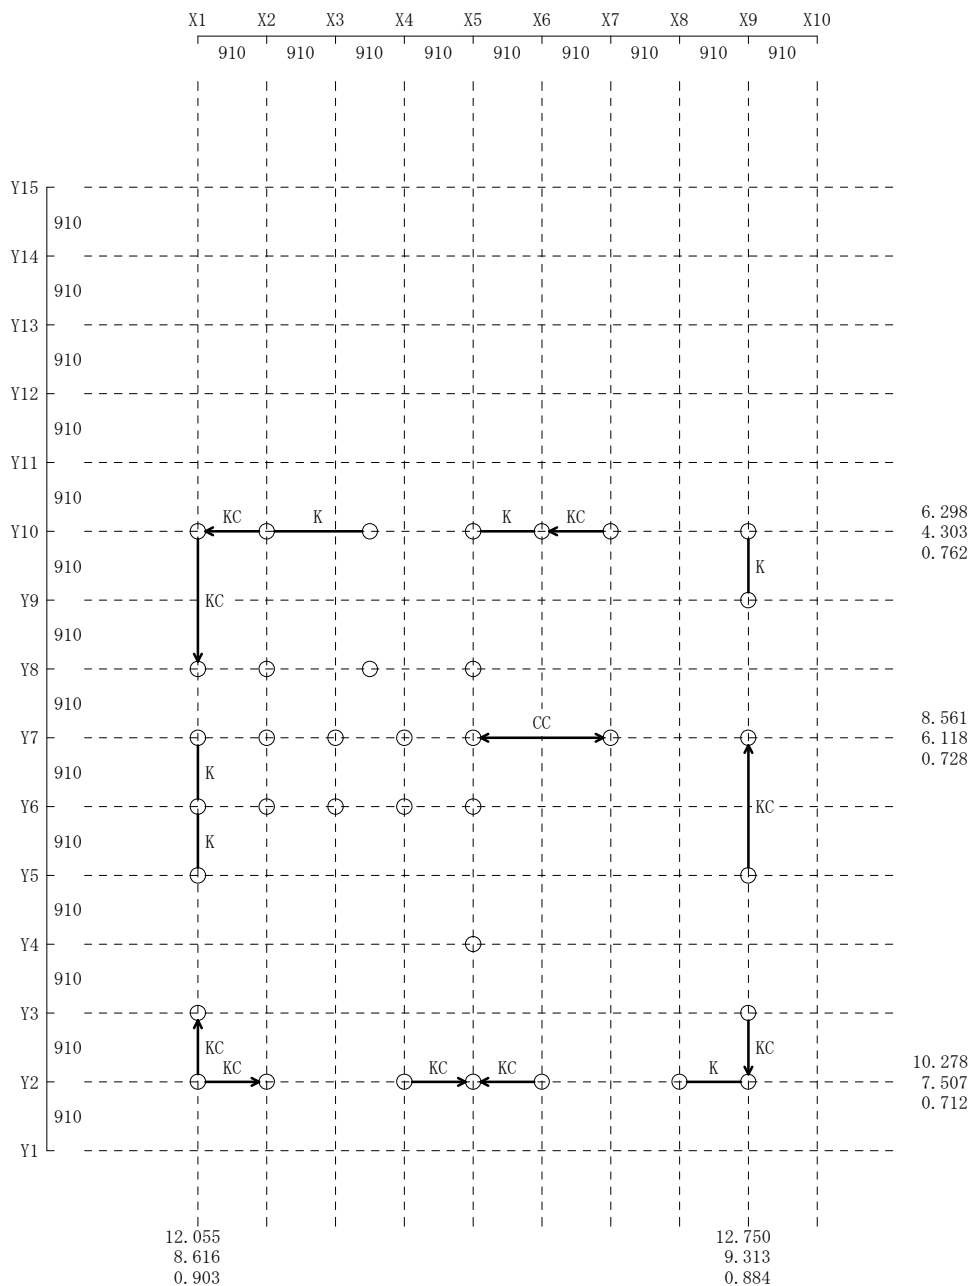 X1 X2 X3 X4 X5 X6 X7 X8 X9 X10
910 910 910 910 910 910 910 910 910
Y15
910
Y14
910
Y13
910
Y12
910
Y11
910
KC K K KC
6.298
Y10
4.303
0.762
910
K
Y9
KC
910
Y8
910
8.561
CC
Y7
6.118
0.728
910
K
Y6
KC
910
K
Y5
910
Y4
910
Y3
910
KC KC
KC KC KC K
10.278
Y2
7.507
0.712
910
Y1
12.055 12.750
8.616 9.313
0.903 0.884